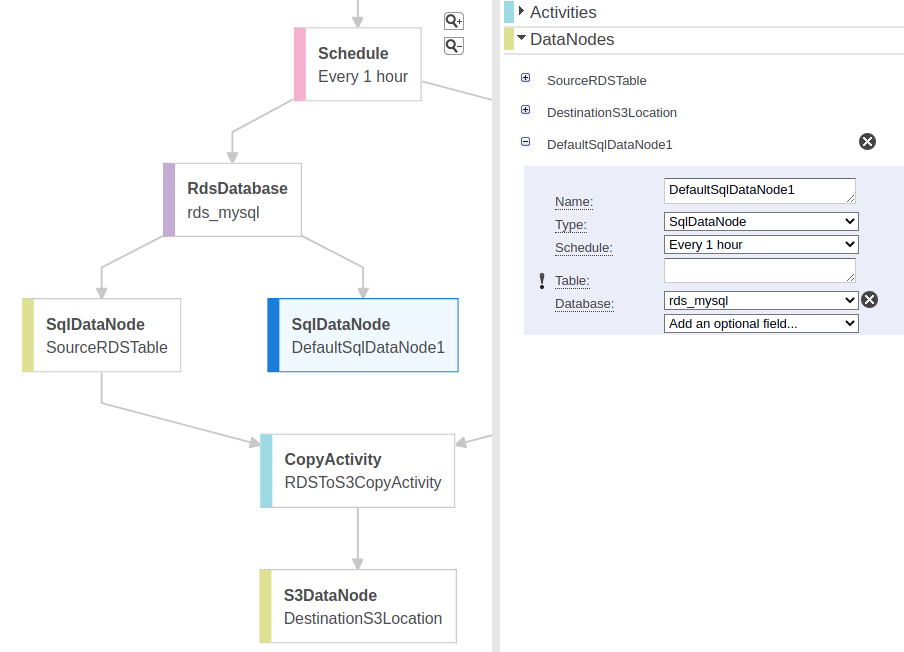 Schedule
Every 1 hour
RdsDatabase
rds_mysql
SqlDataNode
SourceRDSTable
SqlDataNode
DefaultSqlDataNode1
CopyActivity
RDSToS3CopyActivity
S3DataNode
DestinationS3Location
Activities
DataNodes
SourceRDSTable
DestinationS3Location
DefaultSqlDataNode1
Name: DefaultSqlDataNode1
Type: SqlDataNode
Schedule: Every 1 hour
! Table:
Database: rds_mysql
Add an optional field...